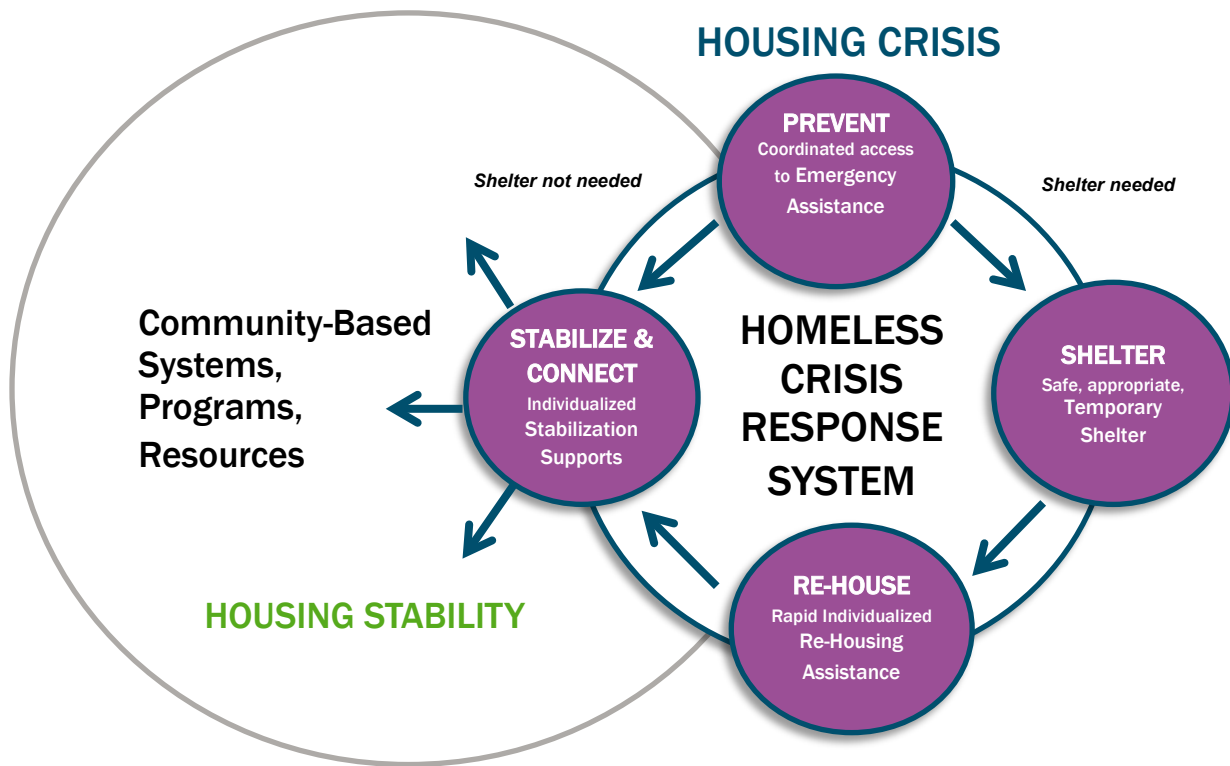 HOUSING CRISIS
PREVENT
Coordinated access
to Emergency
Assistance
Shelter not needed
Shelter needed
Community-Based
Systems,
Programs,
Resources
STABILIZE &
CONNECT
Individualized
Stabilization
Supports
HOMELESS
CRISIS
RESPONSE
SYSTEM
SHELTER
Safe, appropriate,
Temporary
Shelter
RE-HOUSE
Rapid Individualized
Re-Housing
Assistance
HOUSING STABILITY